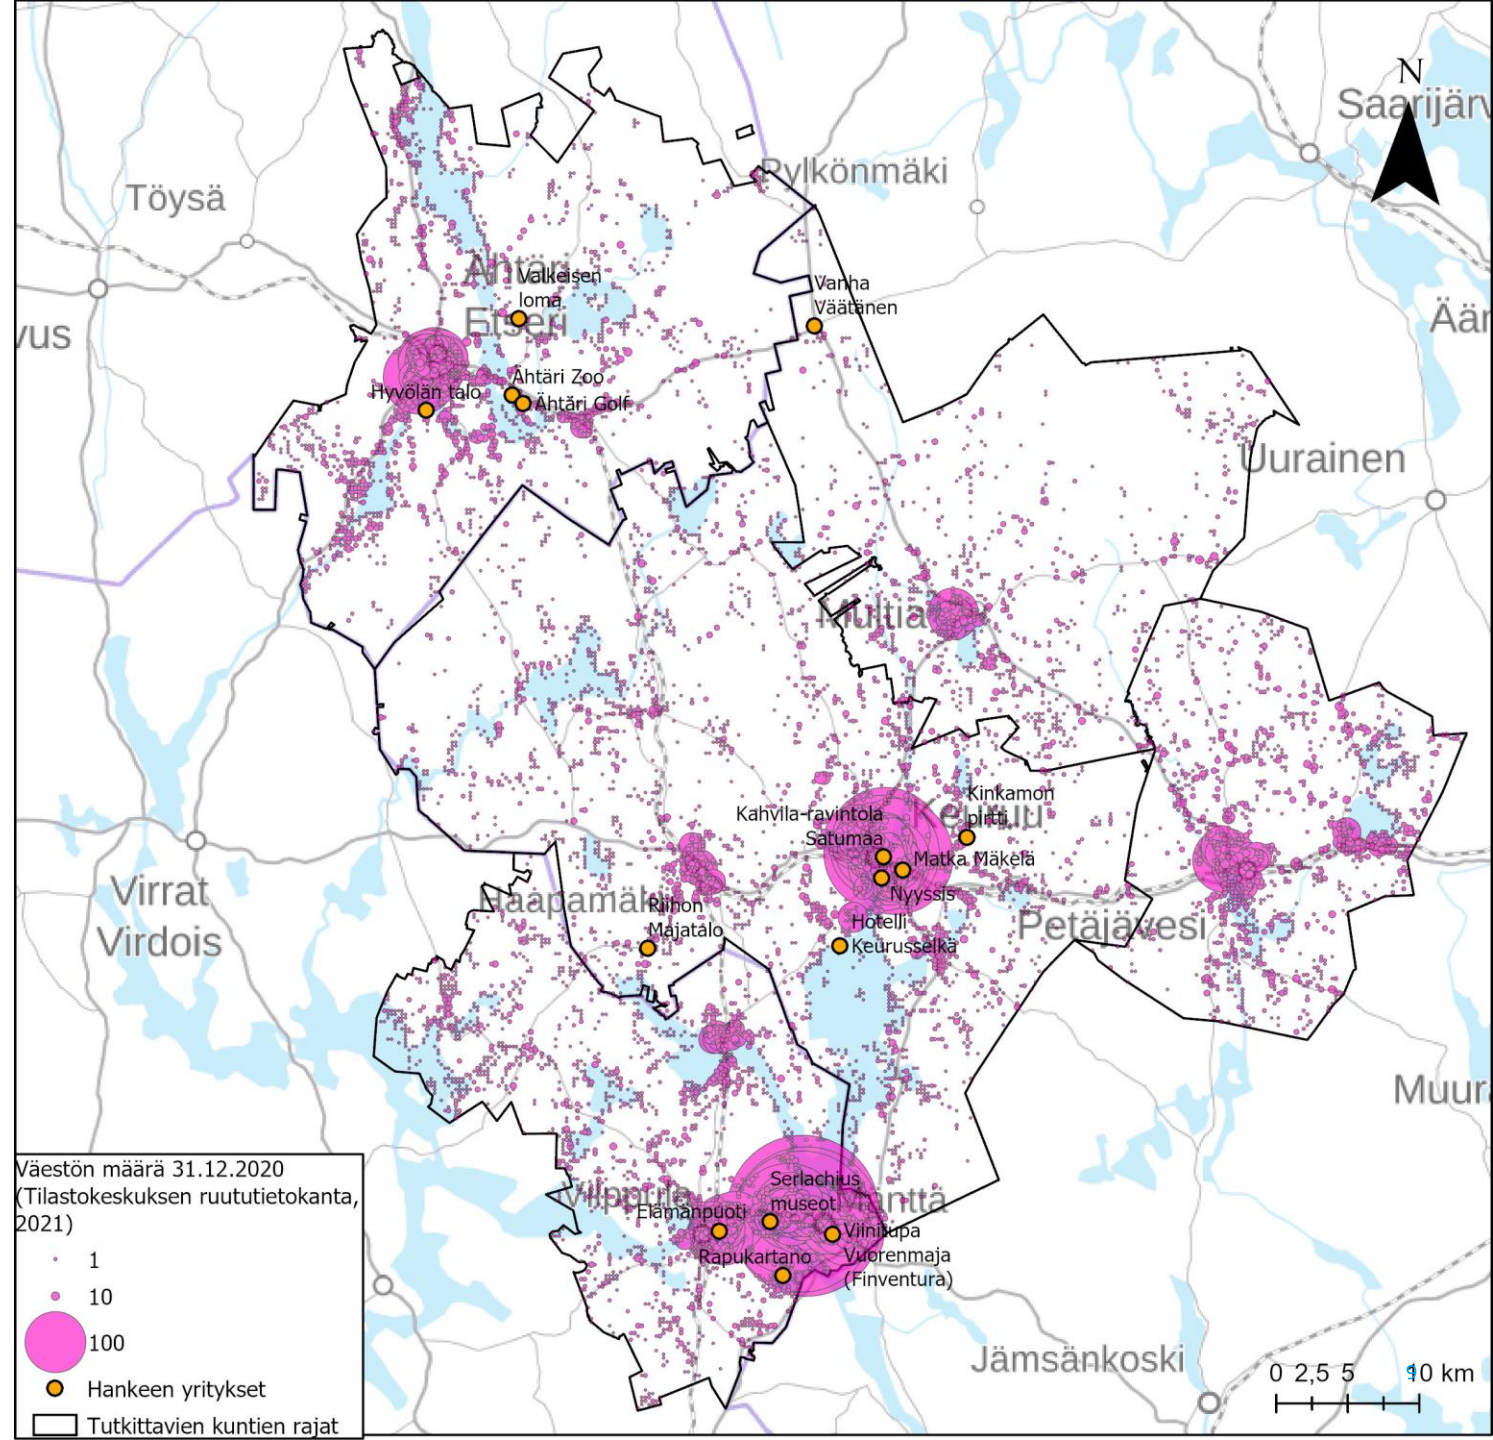 N
Saarijärv
Pylkönmäki
Töysä
Ähtäri
Etseri
Valkeisen
loma
Vanha
Väätänen
Äär
vus
Ähtäri Zoo
Hyvölän talo
Ähtäri Golf
Uurainen
Multia
Kinkamon
pirtti
Keuruu
Kahvila-ravintola
Satumaa
Matka Mäkelä
Nyyssis
Virrat
Virdois
Haapamäki
Riihon
Majatalo
Hotelli
Keurusselkä
Petäjävesi
Muur
Vilppula
Mänttä
Serlachius
museot
Elämänpuoti
Viinitupa
Vuorenmaja
(Finventura)
Rapukartano
Jämsänkoski
Väestön määrä 31.12.2020
(Tilastokeskuksen ruututietokanta,
2021)
1
10
100
Hankeen yritykset
Tutkittavien kuntien rajat
0 2,5 5 10 km
9